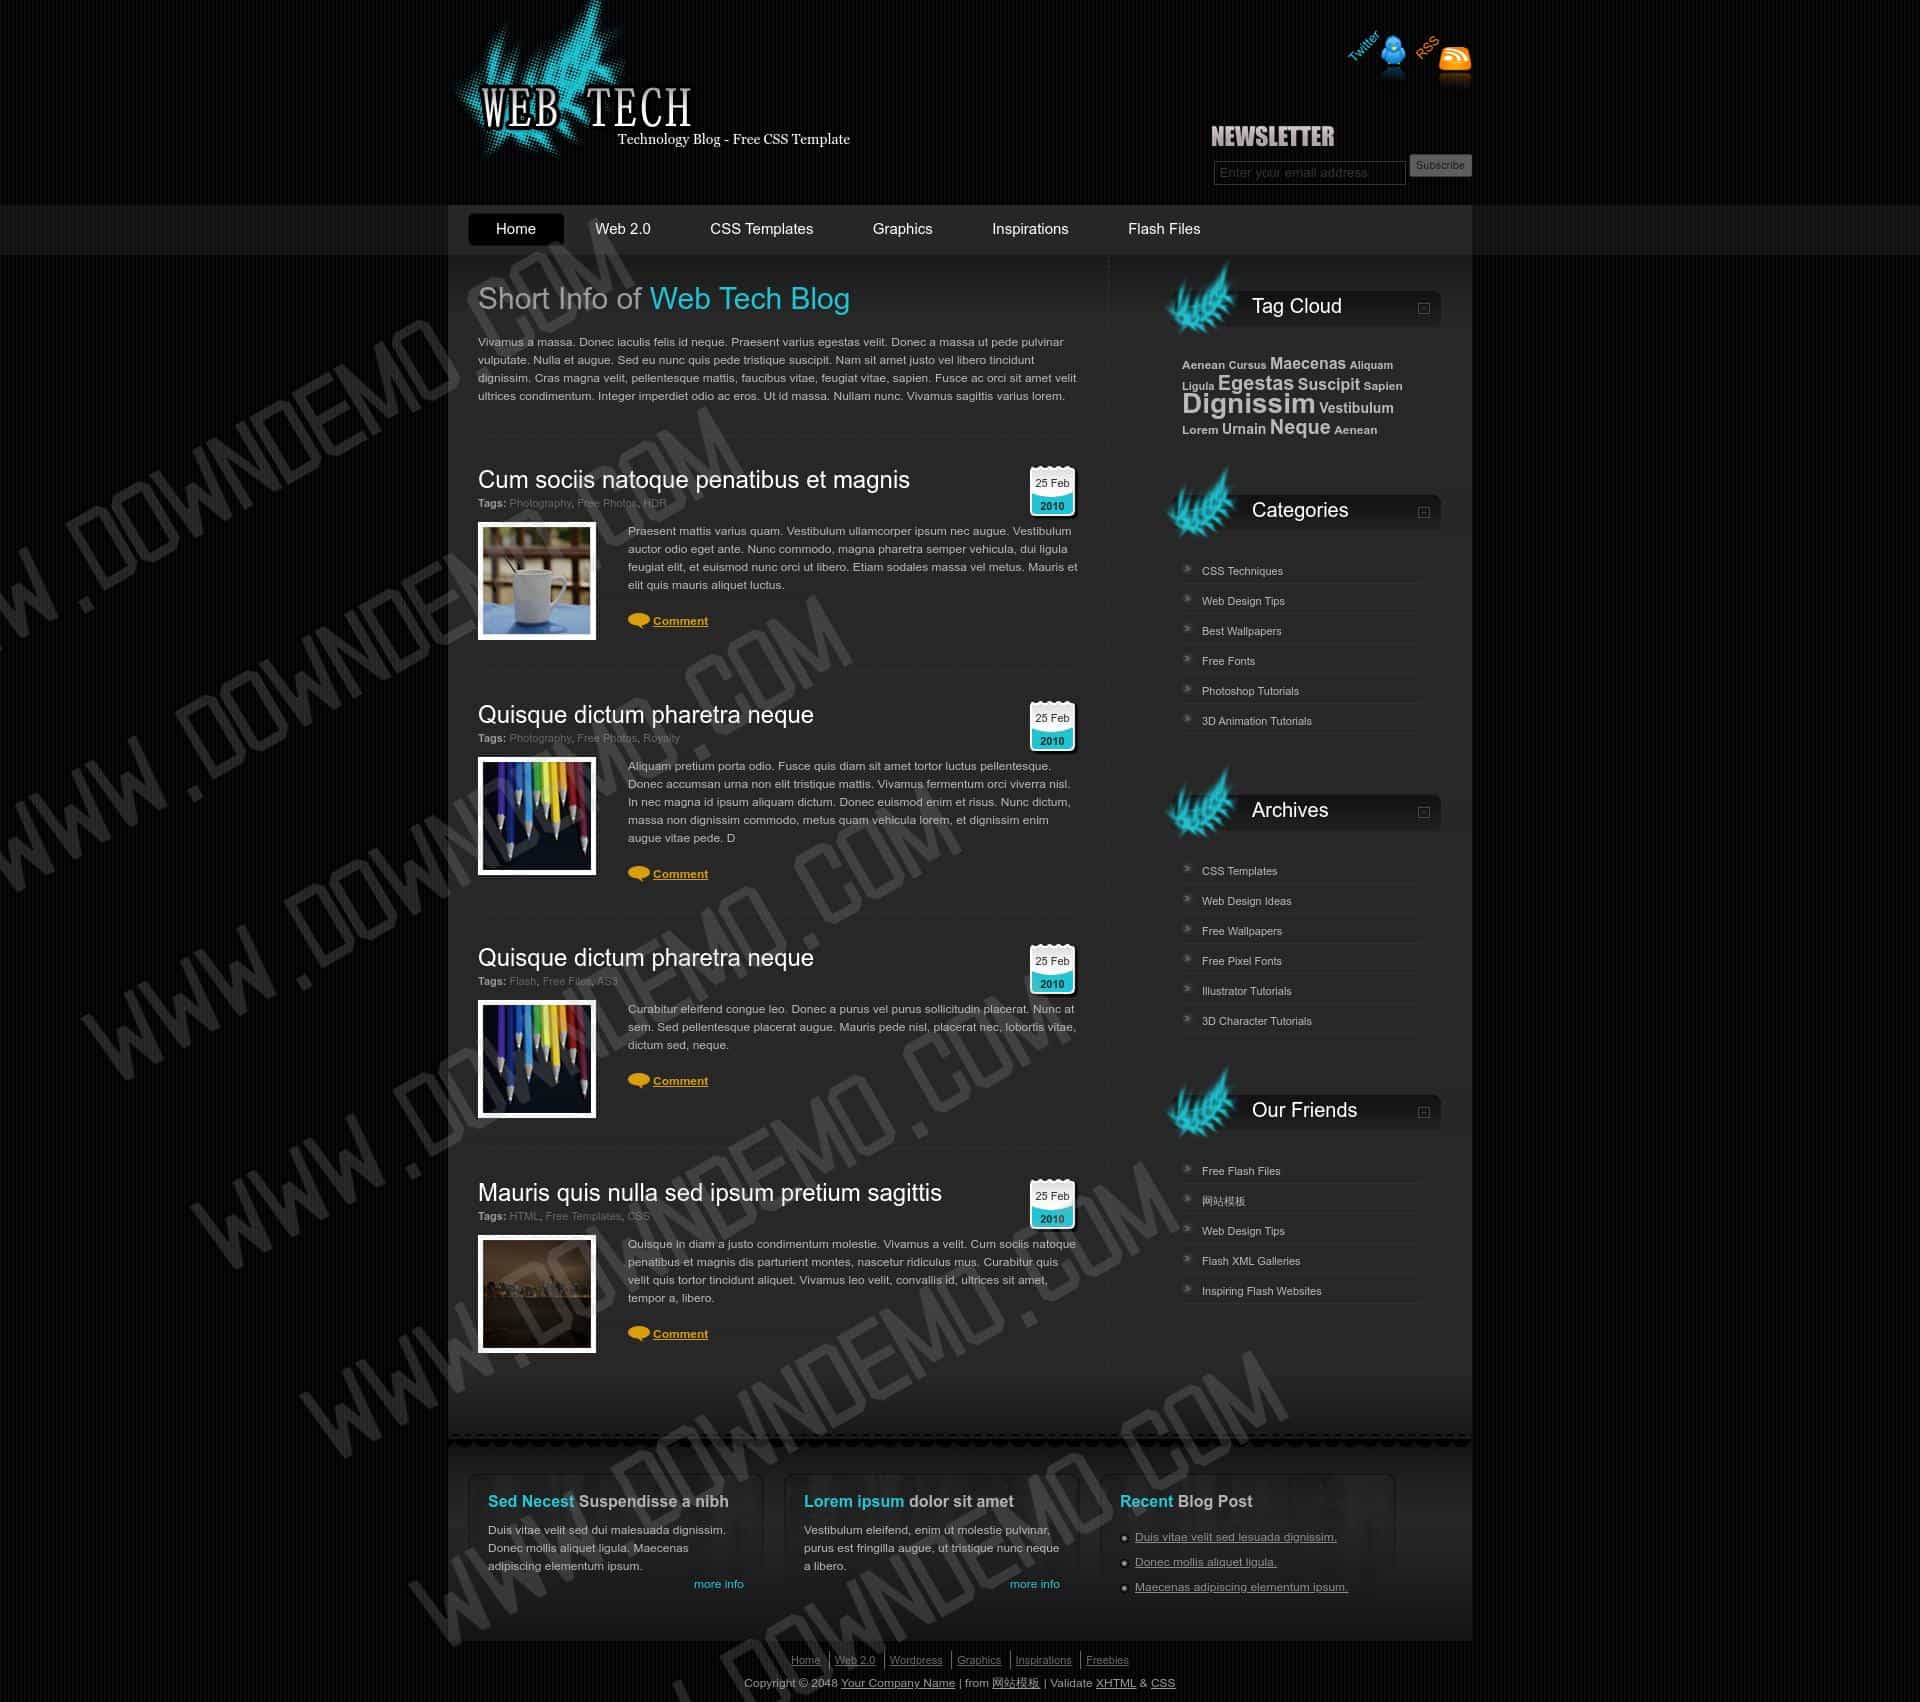 WEB TECH
Technology Blog - Free CSS Template
Twitter
RSS
NEWSLETTER
Enter your email address
Subscribe
Home
Web 2.0
CSS Templates
Graphics
Inspirations
Flash Files
Short Info of Web Tech Blog
Vivamus a massa. Donec iaculis felis id neque. Praesent varius egestas velit. Donec a massa ut pede pulvinar
vulputate. Nulla et augue. Sed eu nunc quis pede tristique suscipit. Nam sit amet justo vel libero tincidunt
dignissim. Cras magna velit, pellentesque mattis, faucibus vitae, feugiat vitae, sapien. Fusce ac orci sit amet velit
ultrices condimentum. Integer imperdiet odio ac eros. Ut id massa. Nullam nunc. Vivamus sagittis varius lorem.
Cum sociis natoque penatibus et magnis
25 Feb
2010
Tags: Photography, Free Photos, HDR
Praesent mattis varius quam. Vestibulum ullamcorper ipsum nec augue. Vestibulum
auctor odio eget ante. Nunc commodo, magna pharetra semper vehicula, dui ligula
feugiat elit, et euismod nunc orci ut libero. Etiam sodales massa vel metus. Mauris et
elit quis mauris aliquet luctus.
Comment
Quisque dictum pharetra neque
25 Feb
2010
Tags: Photography, Free Photos, Royalty
Aliquam pretium porta odio. Fusce quis diam sit amet tortor luctus pellentesque.
Donec accumsan urna non elit tristique mattis. Vivamus fermentum orci viverra nisl.
In nec magna id ipsum aliquam dictum. Donec euismod enim et risus. Nunc dictum,
massa non dignissim commodo, metus quam vehicula lorem, et dignissim enim
augue vitae pede. D
Comment
Quisque dictum pharetra neque
25 Feb
2010
Tags: Flash, Free Files, AS3
Curabitur eleifend congue leo. Donec a purus vel purus sollicitudin placerat. Nunc at
sem. Sed pellentesque placerat augue. Mauris pede nisl, placerat nec, lobortis vitae,
dictum sed, neque.
Comment
Mauris quis nulla sed ipsum pretium sagittis
25 Feb
2010
Tags: HTML, Free Templates, CSS
Quisque in diam a justo condimentum molestie. Vivamus a velit. Cum sociis natoque
penatibus et magnis dis parturient montes, nascetur ridiculus mus. Curabitur quis
velit quis tortor tincidunt aliquet. Vivamus leo velit, convallis id, ultrices sit amet,
tempor a, libero.
Comment
Tag Cloud
Aenean Cursus Maecenas Aliquam
Ligula Egestas Suscipit Sapien
Dignissim Vestibulum
Lorem Urnain Neque Aenean
Categories
CSS Techniques
Web Design Tips
Best Wallpapers
Free Fonts
Photoshop Tutorials
3D Animation Tutorials
Archives
CSS Templates
Web Design Ideas
Free Wallpapers
Free Pixel Fonts
Illustrator Tutorials
3D Character Tutorials
Our Friends
Free Flash Files
网站模板
Web Design Tips
Flash XML Galleries
Inspiring Flash Websites
Sed Necest Suspendisse a nibh
Duis vitae velit sed dui malesuada dignissim.
Donec mollis aliquet ligula. Maecenas
adipiscing elementum ipsum.
more info
Lorem ipsum dolor sit amet
Vestibulum eleifend, enim ut molestie pulvinar,
purus est fringilla augue, ut tristique nunc neque
a libero.
more info
Recent Blog Post
Duis vitae velit sed lesuada dignissim.
Donec mollis aliquet ligula.
Maecenas adipiscing elementum ipsum.
Home | Web 2.0 | Wordpress | Graphics | Inspirations | Freebies
Copyright © 2048 Your Company Name | from 网站模板 | Validate XHTML & CSS
WWW.DOWNDEMO.COM
WWW.DOWNDEMO.COM
WWW.DOWNDEMO.COM
WWW.DOWNDEMO.COM
WWW.DOWNDEMO.COM
WWW.DOWNDEMO.COM
DOWNDEMO.COM